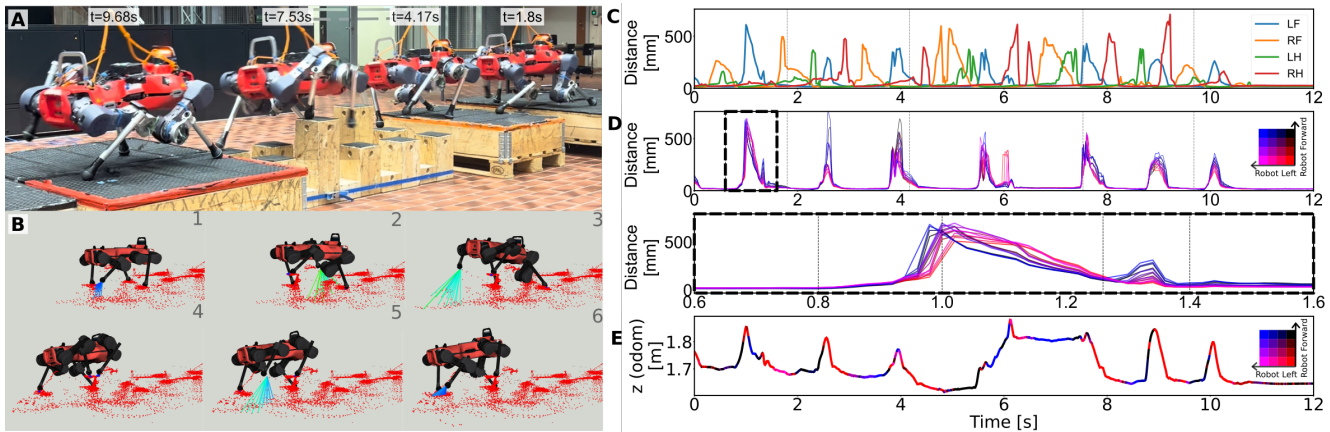 A
t=9.68s
t=7.53s
t=4.17s
t=1.8s
B
1
2
3
4
5
6
C
Distance
[mm]
500
0
LF
RF
LH
RH
0
2
4
6
8
10
12
D
Distance
[mm]
500
0
Robot Forward
Robot Left
0
2
4
6
8
10
12
Distance
[mm]
500
0
0.6
0.8
1.0
1.2
1.4
1.6
E
z (odom)
[m]
1.8
1.7
Robot Forward
Robot Left
0
2
4
6
8
10
12
Time [s]